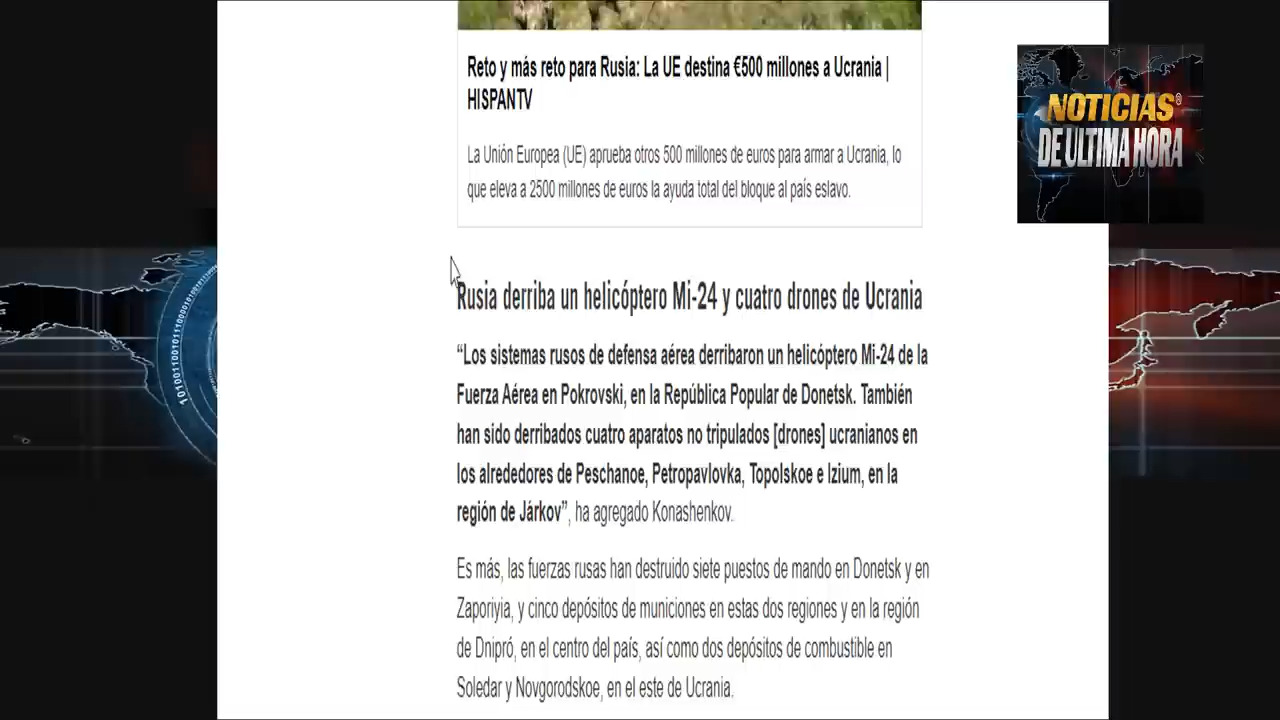 Reto y más reto para Rusia: La UE destina €500 millones a Ucrania |
HISPANTV
La Unión Europea (UE) aprueba otros 500 millones de euros para armar a Ucrania, lo
que eleva a 2500 millones de euros la ayuda total del bloque al país eslavo.
NOTICIAS®
DE ULTIMA HORA
Rusia derriba un helicóptero Mi-24 y cuatro drones de Ucrania
“Los sistemas rusos de defensa aérea derribaron un helicóptero Mi-24 de la
Fuerza Aérea en Pokrovski, en la República Popular de Donetsk. También
han sido derribados cuatro aparatos no tripulados [drones] ucranianos en
los alrededores de Peschanoe, Petropavlovka, Topolskoe e Izium, en la
región de Járkov”, ha agregado Konashenkov.
Es más, las fuerzas rusas han destruido siete puestos de mando en Donetsk y en
Zaporiyia, y cinco depósitos de municiones en estas dos regiones y en la región
de Dnipró, en el centro del país, así como dos depósitos de combustible en
Soledar y Novgorodskoe, en el este de Ucrania.